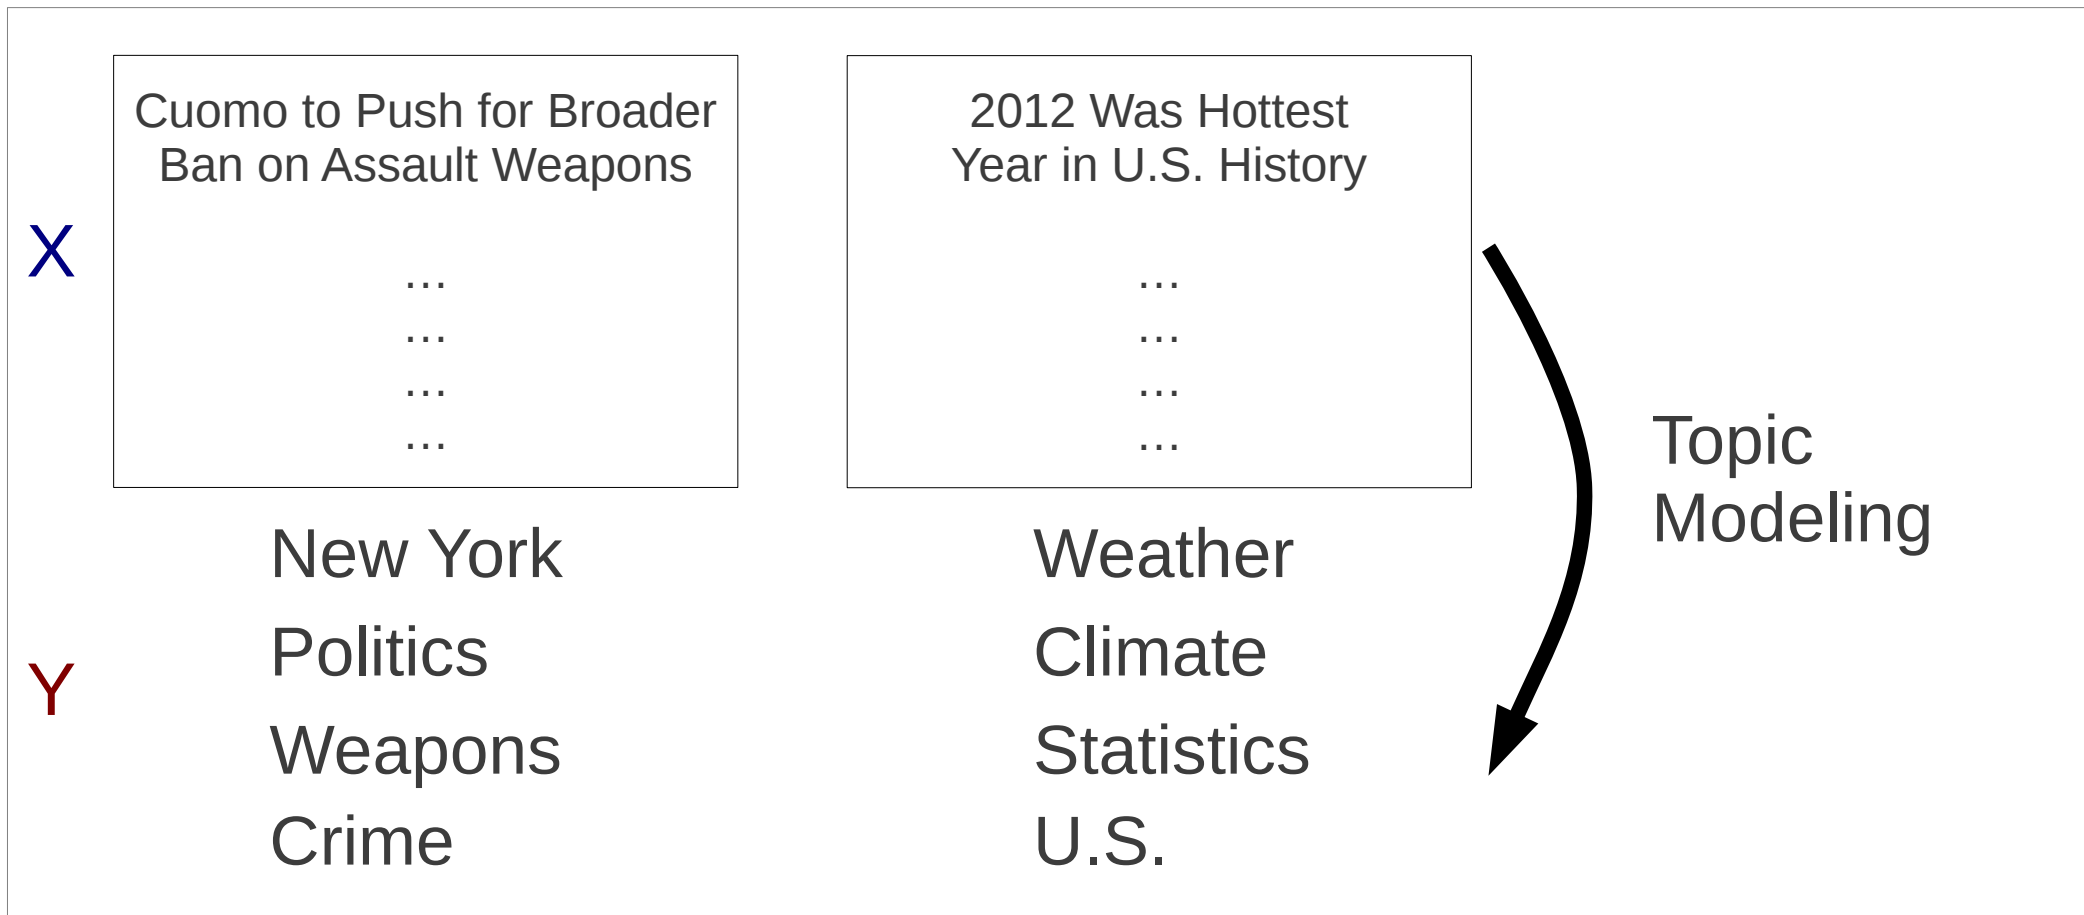 X
Cuomo to Push for Broader
Ban on Assault Weapons
...
...
...
...
2012 Was Hottest
Year in U.S. History
...
...
...
...
Topic
Modeling
Y
New York
Politics
Weapons
Crime
Weather
Climate
Statistics
U.S.